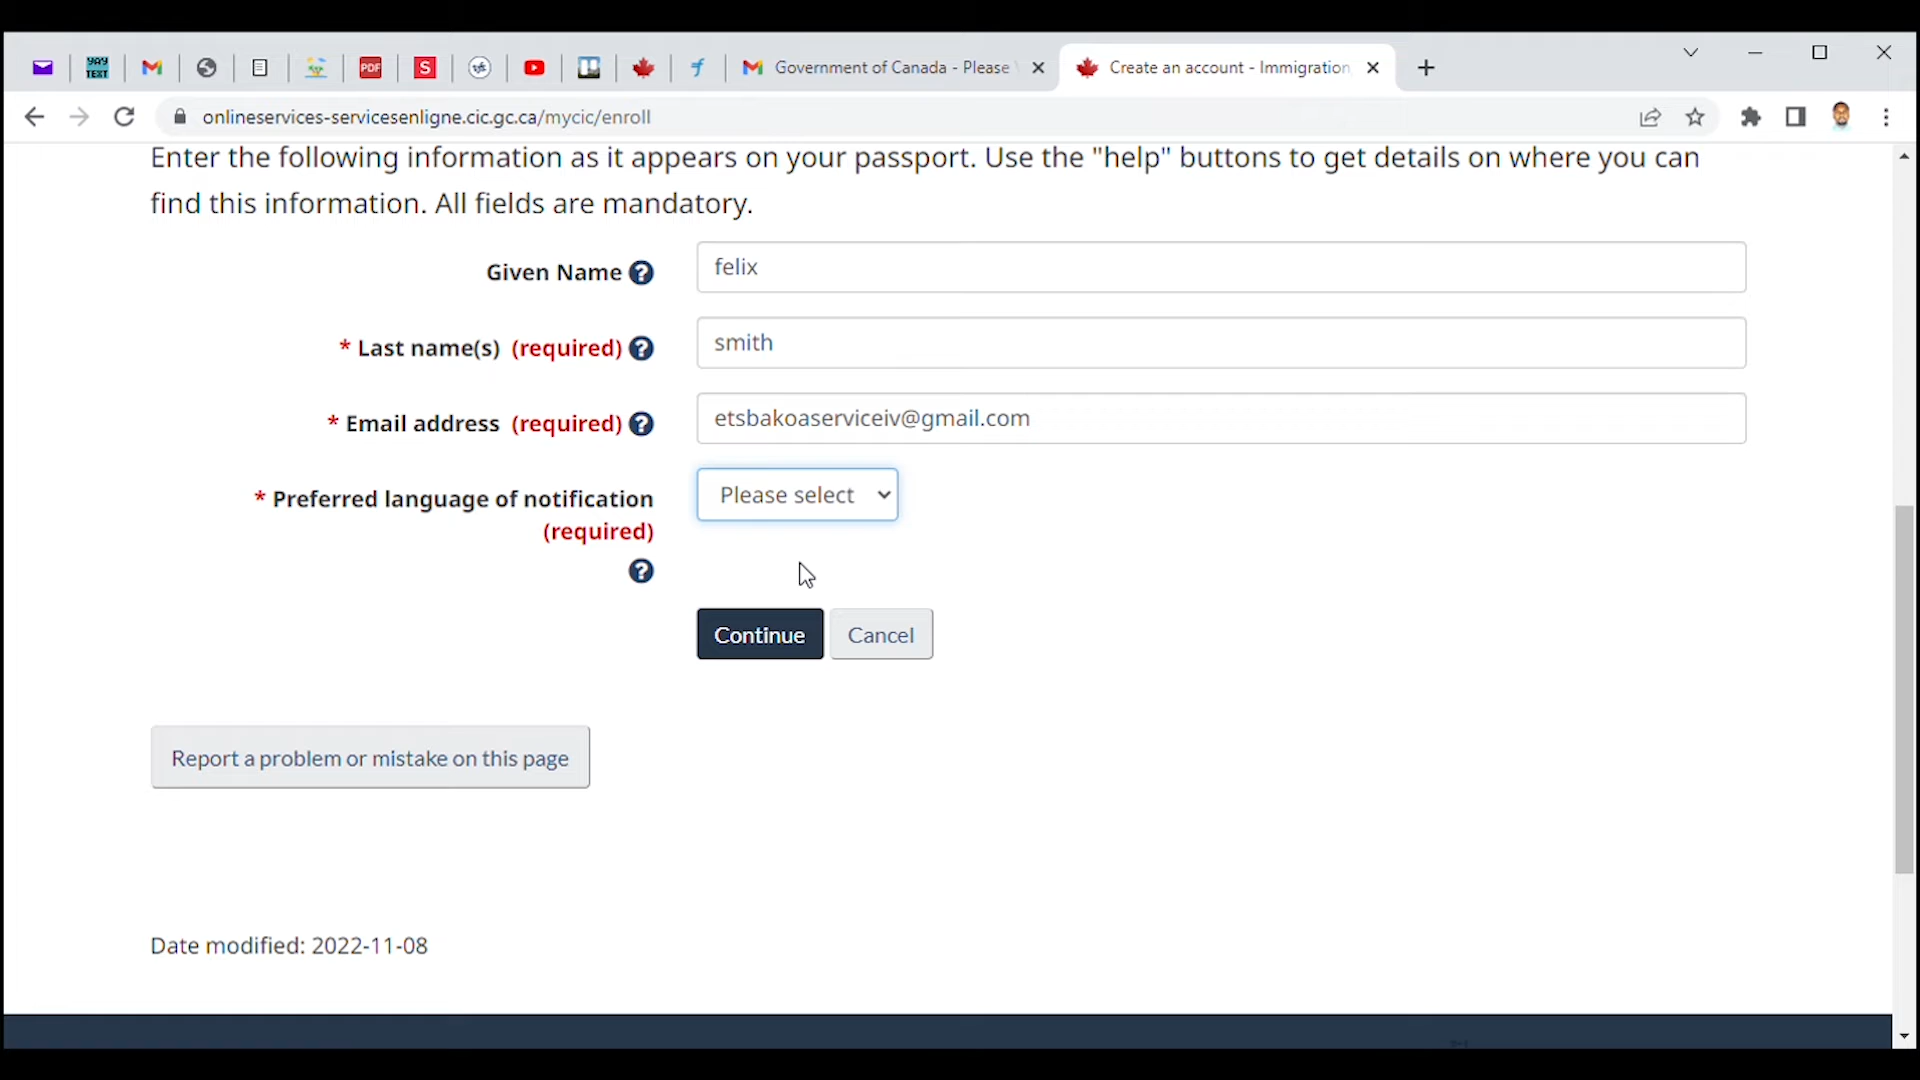 YAY
TEXT
PDF
S
Government of Canada - Please
Create an account - Immigration
onlineservices-servicesenligne.cic.gc.ca/mycic/enroll
Enter the following information as it appears on your passport. Use the "help" buttons to get details on where you can
find this information. All fields are mandatory.
Given Name ?
felix
* Last name(s) (required) ?
smith
* Email address (required) ?
etsbakoaserviceiv@gmail.com
* Preferred language of notification
(required)
?
Please select
Continue
Cancel
Report a problem or mistake on this page
Date modified: 2022-11-08